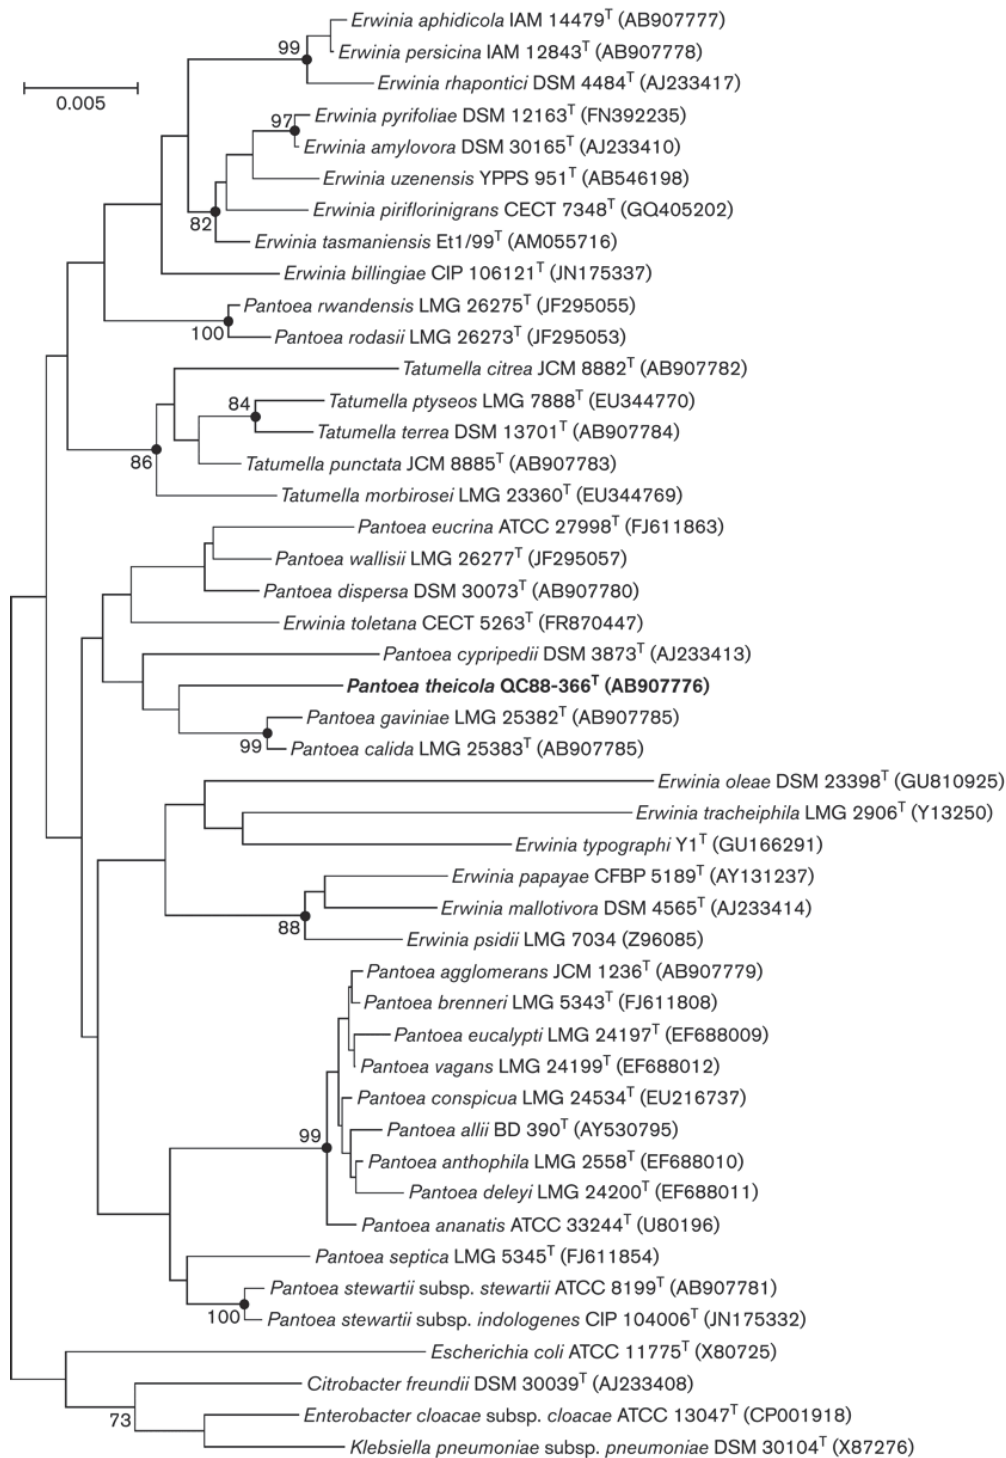 Erwinia aphidicola IAM 14479T (AB907777)
99
Erwinia persicina IAM 12843T (AB907778)
Erwinia rhapontici DSM 4484T (AJ233417)
0.005
Erwinia pyrifoliae DSM 12163T (FN392235)
97
Erwinia amylovora DSM 30165T (AJ233410)
Erwinia uzenensis YPPS 951T (AB546198)
Erwinia piriflorinigrans CECT 7348T (GQ405202)
82
Erwinia tasmaniensis Et1/99T (AM055716)
Erwinia billingiae CIP 106121T (JN175337)
Pantoea rwandensis LMG 26275T (JF295055)
100
Pantoea rodasii LMG 26273T (JF295053)
Tatumella citrea JCM 8882T (AB907782)
Tatumella ptyseos LMG 7888T (EU344770)
84
Tatumella terrea DSM 13701T (AB907784)
86
Tatumella punctata JCM 8885T (AB907783)
Tatumella morbirosei LMG 23360T (EU344769)
Pantoea eucrina ATCC 27998T (FJ611863)
Pantoea wallisii LMG 26277T (JF295057)
Pantoea dispersa DSM 30073T (AB907780)
Erwinia toletana CECT 5263T (FR870447)
Pantoea cypripedii DSM 3873T (AJ233413)
Pantoea theicola QC88-366T (AB907776)
Pantoea gaviniae LMG 25382T (AB907785)
99
Pantoea calida LMG 25383T (AB907785)
Erwinia oleae DSM 23398T (GU810925)
Erwinia tracheiphila LMG 2906T (Y13250)
Erwinia typographi Y1T (GU166291)
Erwinia papayae CFBP 5189T (AY131237)
Erwinia mallotivora DSM 4565T (AJ233414)
88
Erwinia psidii LMG 7034 (Z96085)
Pantoea agglomerans JCM 1236T (AB907779)
Pantoea brenneri LMG 5343T (FJ611808)
Pantoea eucalypti LMG 24197T (EF688009)
Pantoea vagans LMG 24199T (EF688012)
Pantoea conspicua LMG 24534T (EU216737)
99
Pantoea allii BD 390T (AY530795)
Pantoea anthophila LMG 2558T (EF688010)
Pantoea deleyi LMG 24200T (EF688011)
Pantoea ananatis ATCC 33244T (U80196)
Pantoea septica LMG 5345T (FJ611854)
Pantoea stewartii subsp. stewartii ATCC 8199T (AB907781)
100
Pantoea stewartii subsp. indologenes CIP 104006T (JN175332)
Escherichia coli ATCC 11775T (X80725)
Citrobacter freundii DSM 30039T (AJ233408)
73
Enterobacter cloacae subsp. cloacae ATCC 13047T (CP001918)
Klebsiella pneumoniae subsp. pneumoniae DSM 30104T (X87276)